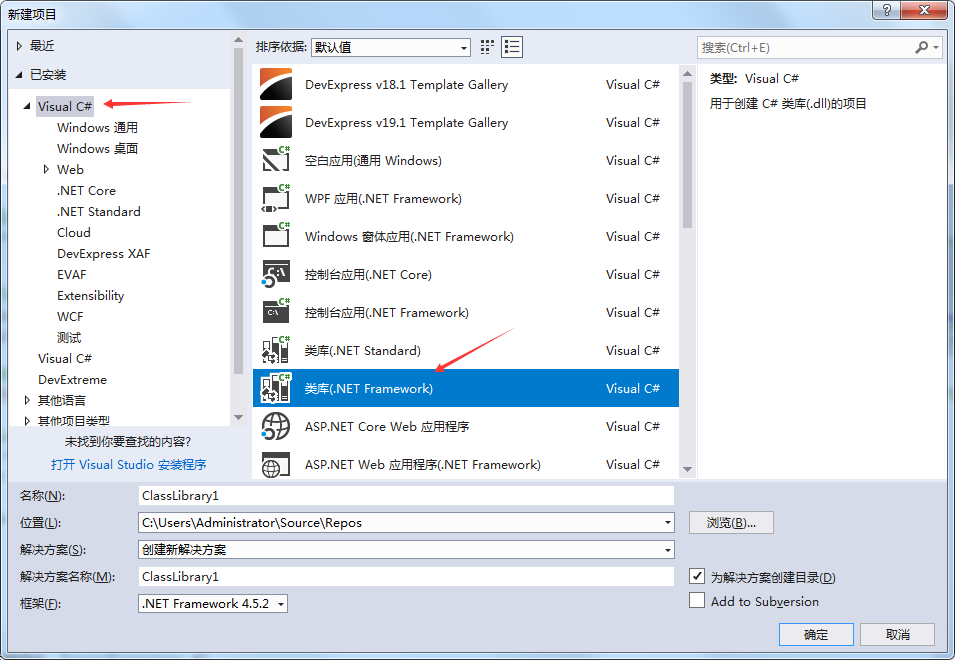 新建项目
最近
已安装
Visual C#
Windows 通用
Windows 桌面
Web
.NET Core
.NET Standard
Cloud
DevExpress XAF
EVAF
Extensibility
WCF
测试
Visual C#
DevExtreme
其他语言
其他项目类型
未找到你要查找的内容?
打开 Visual Studio 安装程序
排序依据: 默认值
DevExpress v18.1 Template Gallery Visual C#
DevExpress v19.1 Template Gallery Visual C#
空白应用(通用 Windows) Visual C#
WPF 应用(.NET Framework) Visual C#
Windows 窗体应用(.NET Framework) Visual C#
控制台应用(.NET Core) Visual C#
控制台应用(.NET Framework) Visual C#
类库(.NET Standard) Visual C#
类库(.NET Framework) Visual C#
ASP.NET Core Web 应用程序 Visual C#
ASP.NET Web 应用程序(.NET Framework) Visual C#
搜索(Ctrl+E)
类型: Visual C#
用于创建 C# 类库(.dll)的项目
名称(N): ClassLibrary1
位置(L): C:\Users\Administrator\Source\Repos 浏览(B)...
解决方案(S): 创建新解决方案
解决方案名称(M): ClassLibrary1 为解决方案创建目录(D)
框架(F): .NET Framework 4.5.2 Add to Subversion
确定 取消